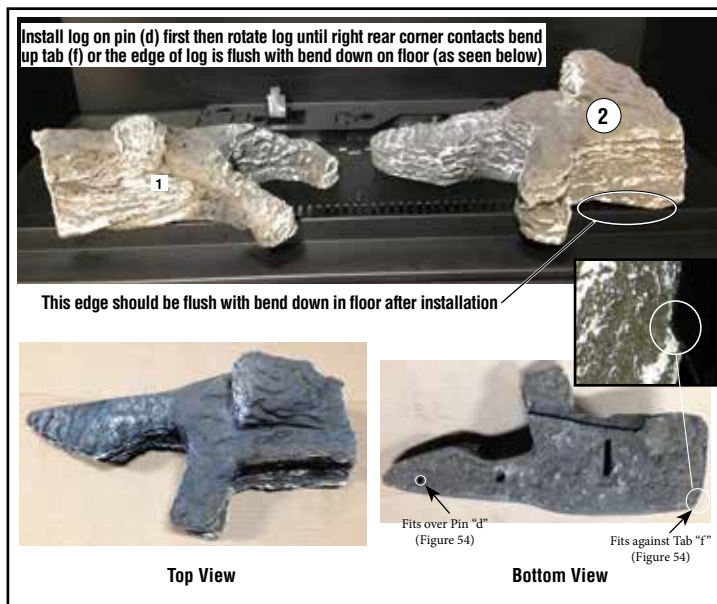 Install log on pin (d) first then rotate log until right rear corner contacts bend
up tab (f) or the edge of log is flush with bend down on floor (as seen below)
2
1
This edge should be flush with bend down in floor after installation
Fits over Pin “d”
(Figure 54)
Fits against Tab “f”
(Figure 54)
Top View
Bottom View